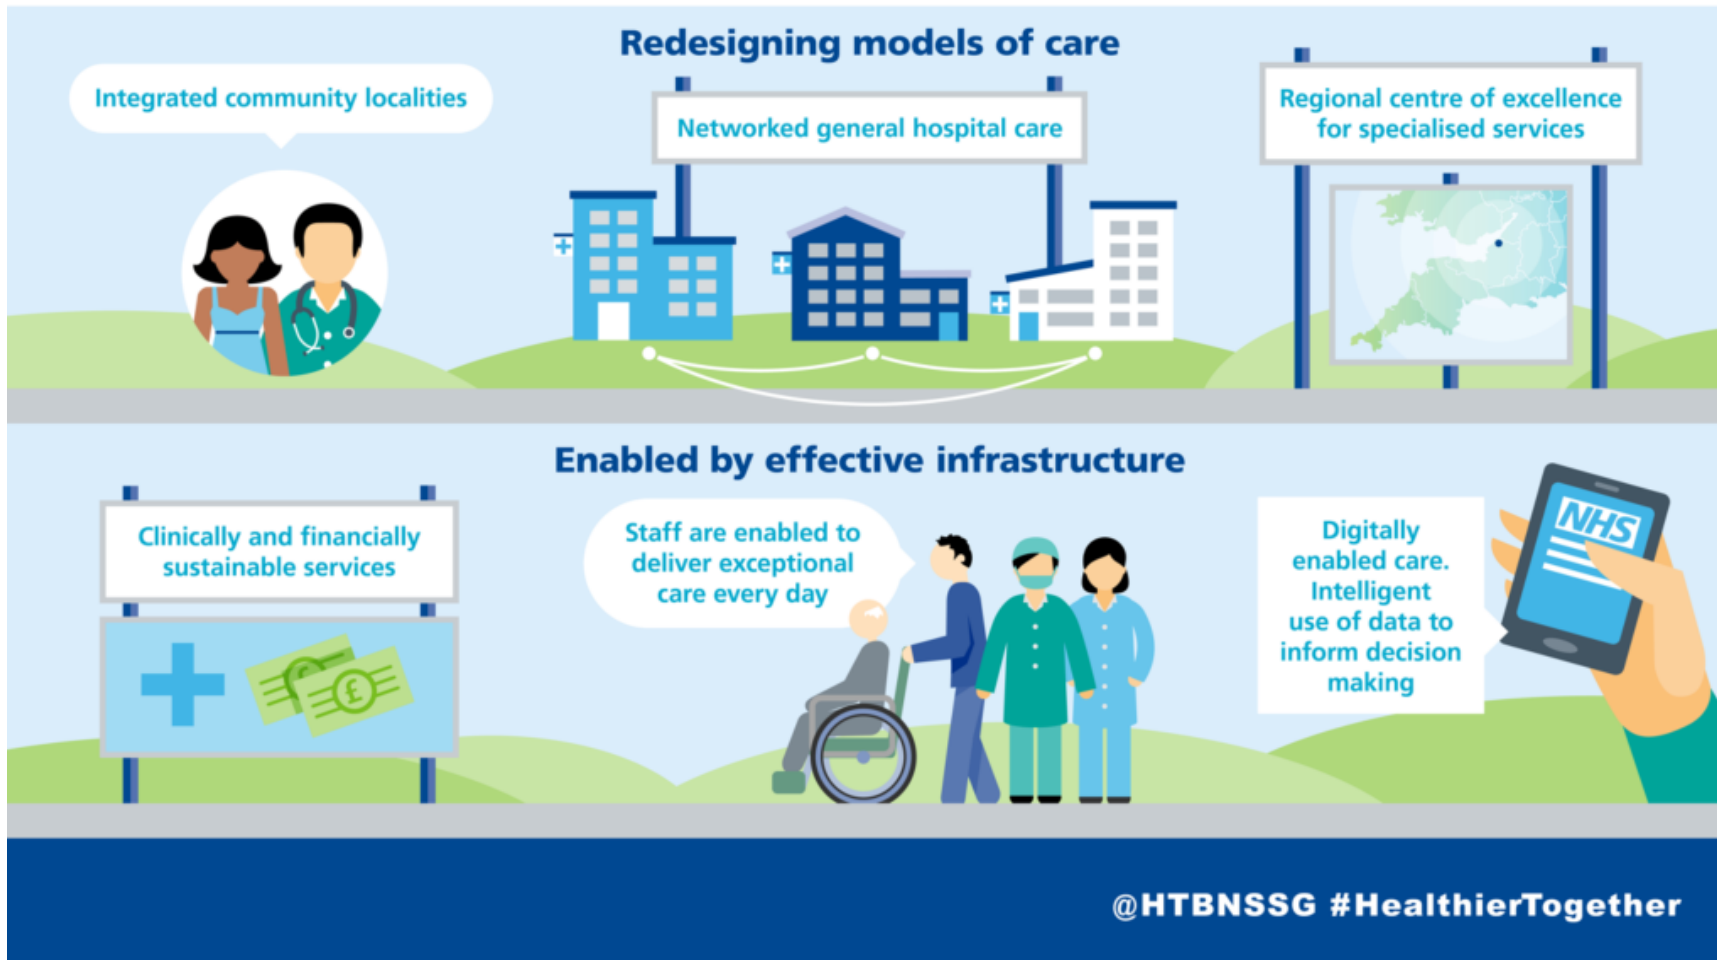 Redesigning models of care
Integrated community localities
Networked general hospital care
Regional centre of excellence
for specialised services
Enabled by effective infrastructure
Clinically and financially
sustainable services
£
Staff are enabled to
deliver exceptional
care every day
Digitally
enabled care.
Intelligent
use of data to
inform decision
making
NHS
@HTBNSSG #HealthierTogether